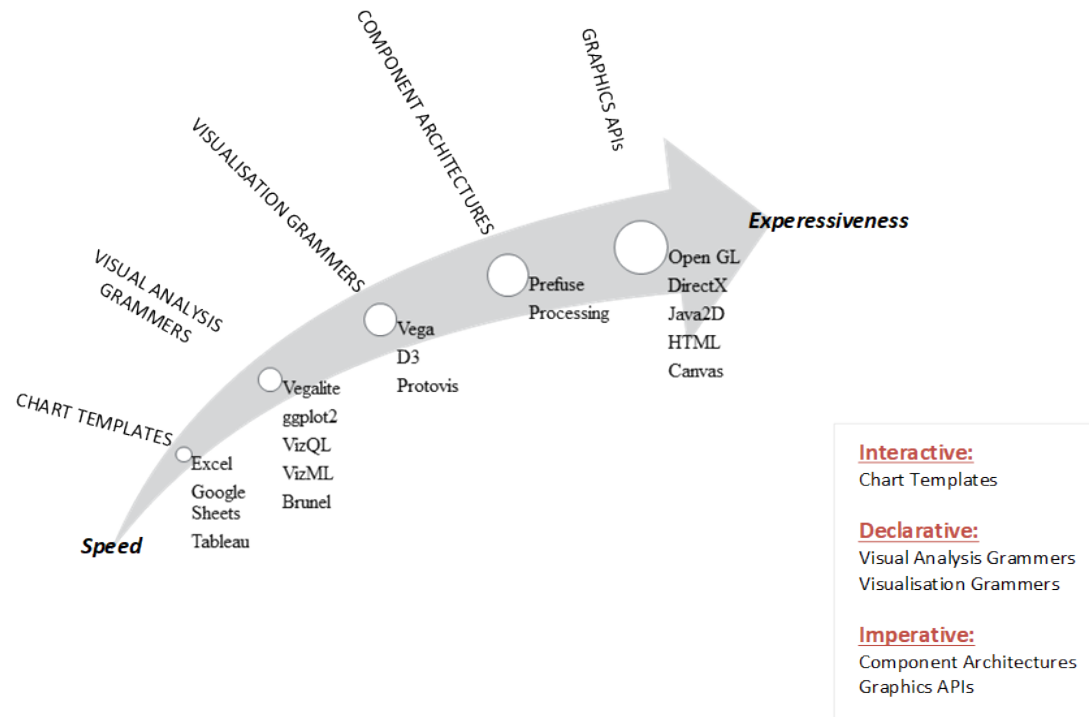 COMPONENT ARCHITECTURES
GRAPHICS APIs
VISUALISATION GRAMMERS
VISUAL ANALYSIS
GRAMMERS
CHART TEMPLATES
Experessiveness
Open GL
DirectX
Java2D
HTML
Canvas
Prefuse
Processing
Vega
D3
Protovis
Vegalite
ggplot2
VizQL
VizML
Brunel
Excel
Google
Sheets
Tableau
Speed
Interactive:
Chart Templates
Declarative:
Visual Analysis Grammers
Visualisation Grammers
Imperative:
Component Architectures
Graphics APIs